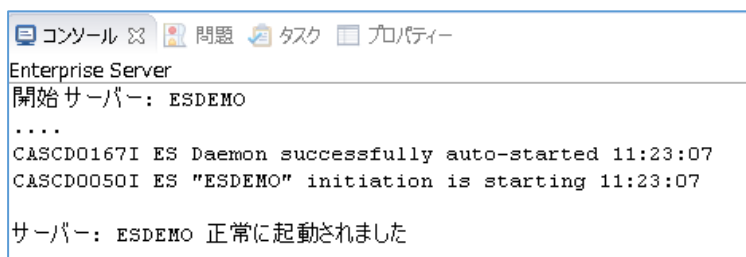 コンソール 問題 タスク プロパティー
Enterprise Server
開始サーバー: ESDEMO
....
CASCD0167I ES Daemon successfully auto-started 11:23:07
CASCD0050I ES "ESDEMO" initiation is starting 11:23:07
サーバー: ESDEMO 正常に起動されました